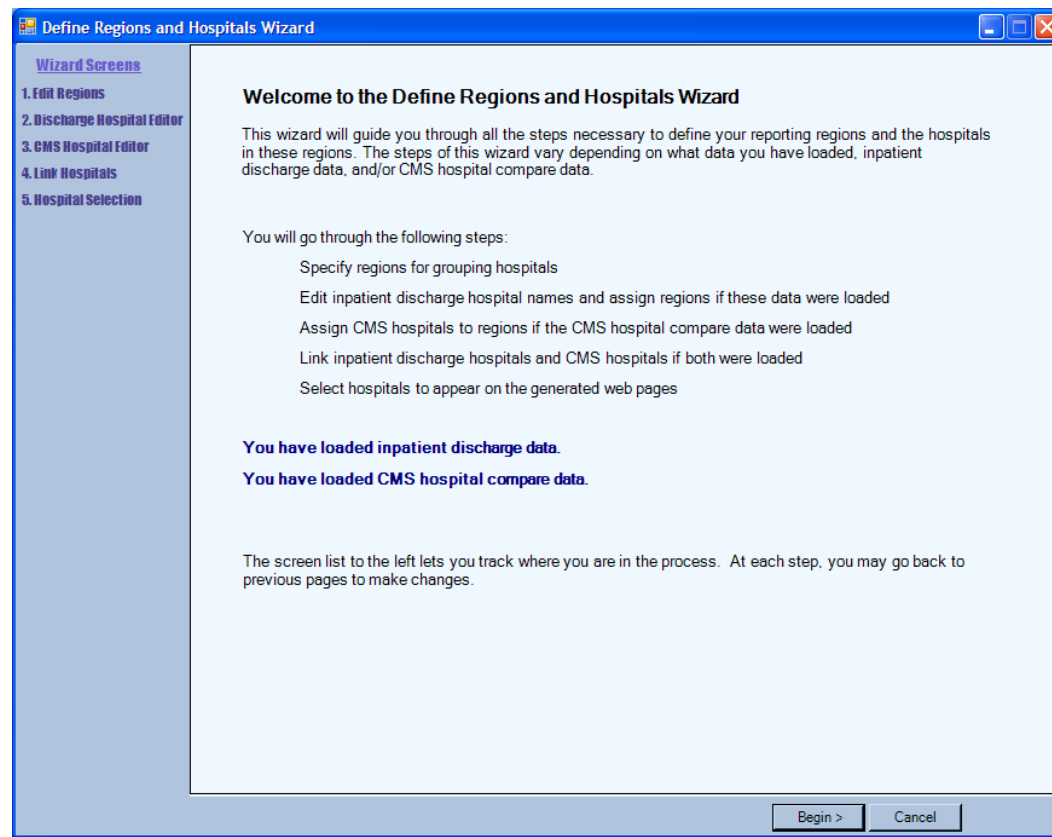 Define Regions and Hospitals Wizard
Wizard Screens
1. Edit Regions
2. Discharge Hospital Editor
3. CMS Hospital Editor
4. Link Hospitals
5. Hospital Selection
Welcome to the Define Regions and Hospitals Wizard
This wizard will guide you through all the steps necessary to define your reporting regions and the hospitals
in these regions. The steps of this wizard vary depending on what data you have loaded, inpatient
discharge data, and/or CMS hospital compare data.
You will go through the following steps:
Specify regions for grouping hospitals
Edit inpatient discharge hospital names and assign regions if these data were loaded
Assign CMS hospitals to regions if the CMS hospital compare data were loaded
Link inpatient discharge hospitals and CMS hospitals if both were loaded
Select hospitals to appear on the generated web pages
You have loaded inpatient discharge data.
You have loaded CMS hospital compare data.
The screen list to the left lets you track where you are in the process. At each step, you may go back to
previous pages to make changes.
Begin >
Cancel